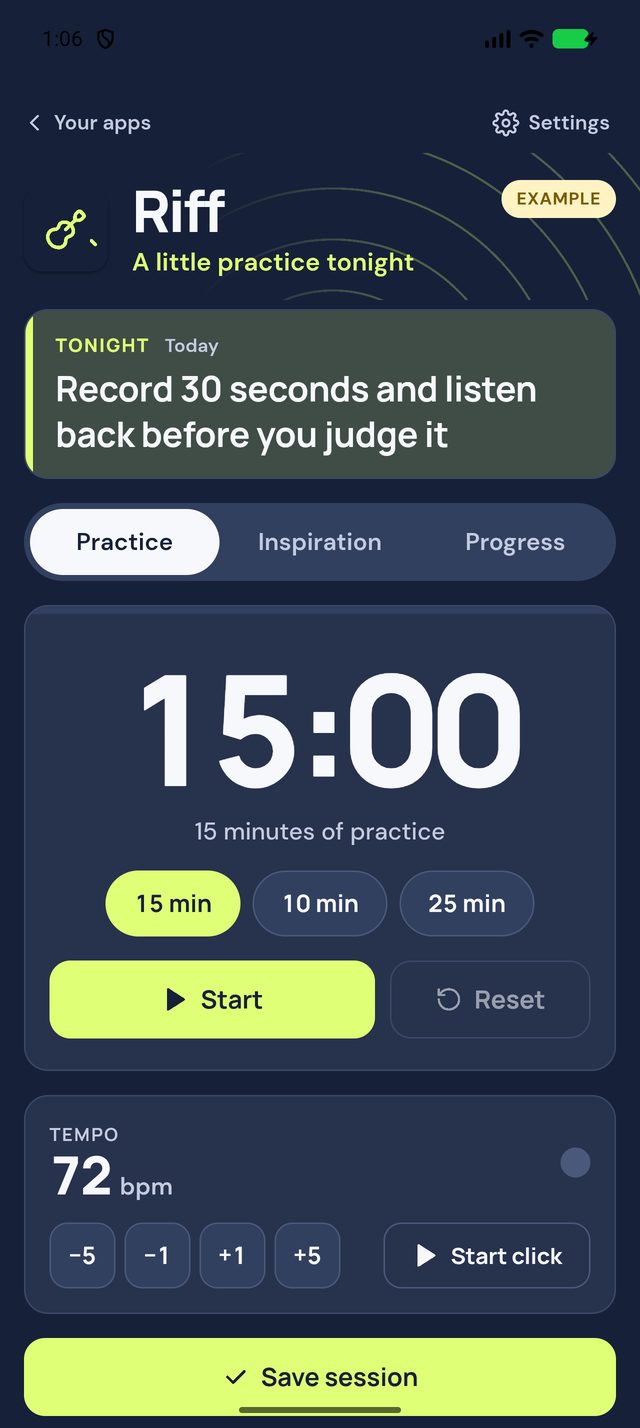 1:06
Your apps
Settings
Riff
EXAMPLE
A little practice tonight
TONIGHT Today
Record 30 seconds and listen
back before you judge it
Practice Inspiration Progress
15:00
15 minutes of practice
15 min 10 min 25 min
Start Reset
TEMPO
72 bpm
−5 −1 +1 +5 Start click
Save session